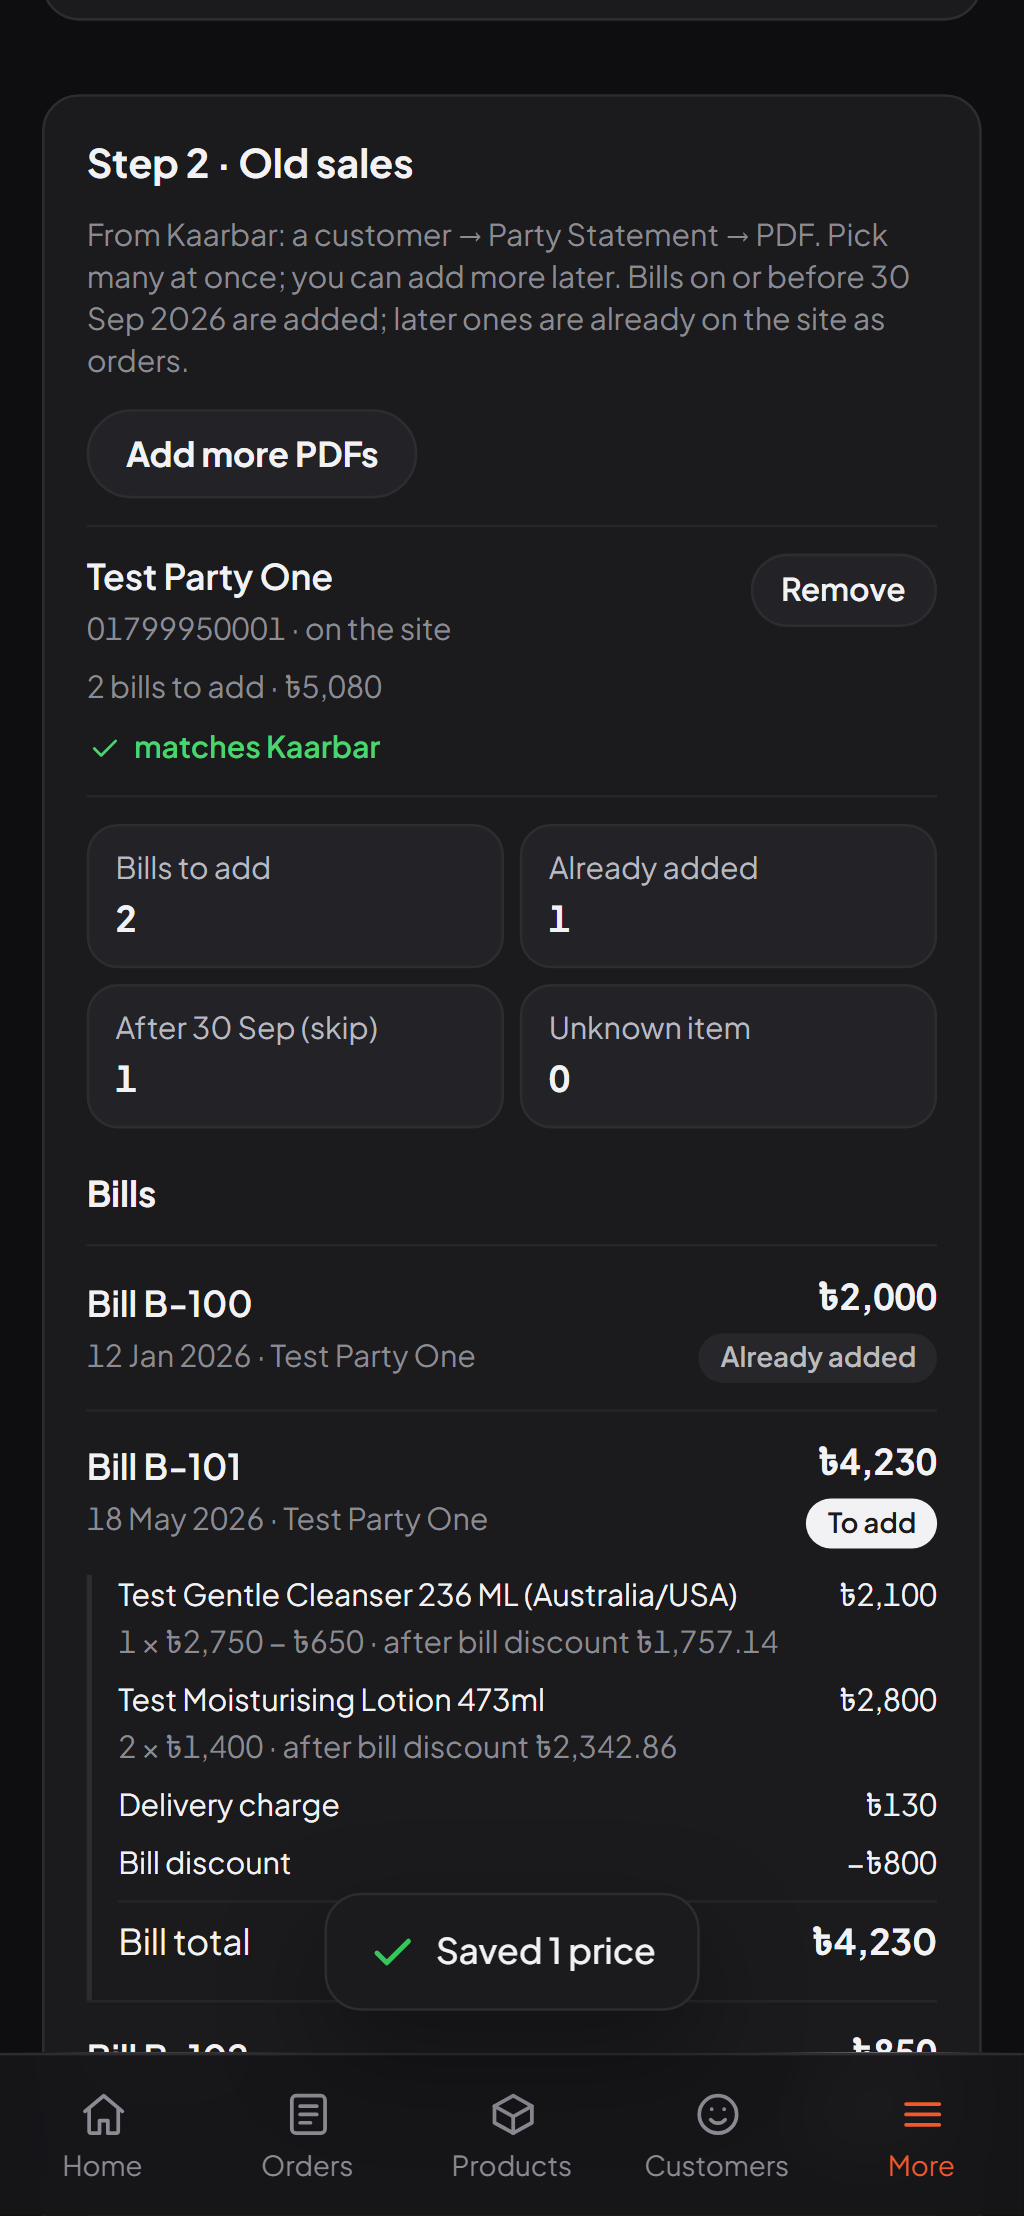 Step 2 · Old sales
From Kaarbar: a customer → Party Statement → PDF. Pick
many at once; you can add more later. Bills on or before 30
Sep 2026 are added; later ones are already on the site as
orders.
Add more PDFs
Test Party One
Remove
01799950001 · on the site
2 bills to add · ৳5,080
matches Kaarbar
Bills to add
2
Already added
1
After 30 Sep (skip)
1
Unknown item
0
Bills
Bill B-100
৳2,000
12 Jan 2026 · Test Party One
Already added
Bill B-101
৳4,230
18 May 2026 · Test Party One
To add
Test Gentle Cleanser 236 ML (Australia/USA)
৳2,100
1 × ৳2,750 – ৳650 · after bill discount ৳1,757.14
Test Moisturising Lotion 473ml
৳2,800
2 × ৳1,400 · after bill discount ৳2,342.86
Delivery charge
৳130
Bill discount
–৳800
Bill total
৳4,230
Saved 1 price
Bill B-102
৳850
Home
Orders
Products
Customers
More